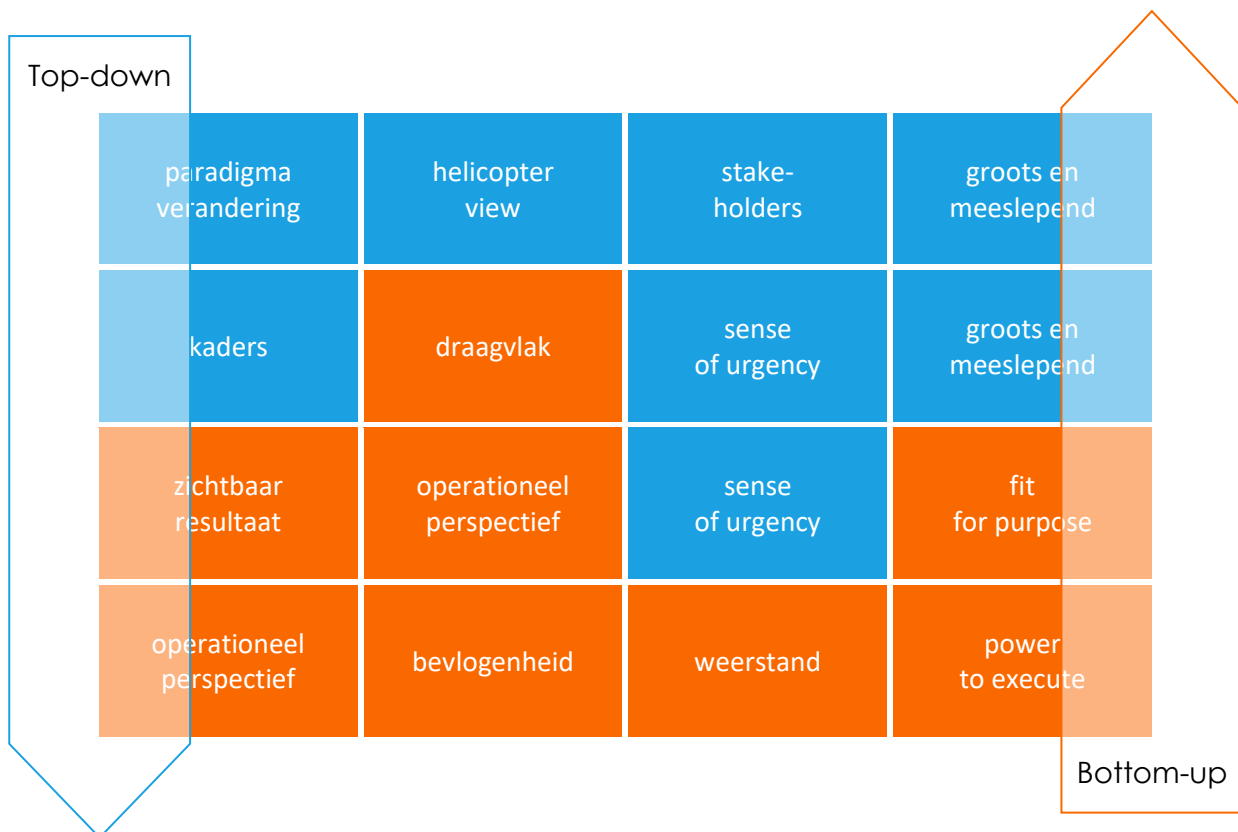 Top-down
paradigma
verandering
helicopter
view
stake-
holders
groots en
meeslepend
kaders
draagvlak
sense
of urgency
groots en
meeslepend
zichtbaar
resultaat
operationeel
perspectief
sense
of urgency
fit
for purpose
operationeel
perspectief
bevlogenheid
weerstand
power
to execute
Bottom-up